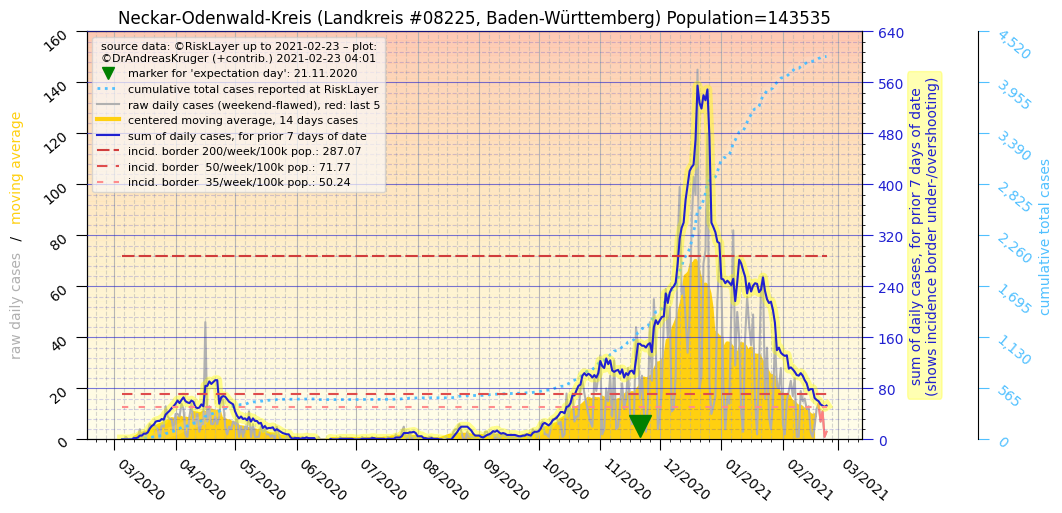 Neckar-Odenwald-Kreis (Landkreis #08225, Baden-Württemberg) Population=143535
source data: ©RiskLayer up to 2021-02-23 – plot:
©DrAndreasKruger (+contrib.) 2021-02-23 04:01
marker for 'expectation day': 21.11.2020
cumulative total cases reported at RiskLayer
raw daily cases (weekend-flawed), red: last 5
centered moving average, 14 days cases
sum of daily cases, for prior 7 days of date
incid. border 200/week/100k pop.: 287.07
incid. border  50/week/100k pop.: 71.77
incid. border  35/week/100k pop.: 50.24
raw daily cases  /  moving average
160
140
120
100
80
60
40
20
0
03/2020
04/2020
05/2020
06/2020
07/2020
08/2020
09/2020
10/2020
11/2020
12/2020
01/2021
02/2021
03/2021
640
560
480
400
320
240
160
80
0
sum of daily cases, for prior 7 days of date
(shows incidence border under-/overshooting)
4,520
3,955
3,390
2,825
2,260
1,695
1,130
565
0
cumulative total cases